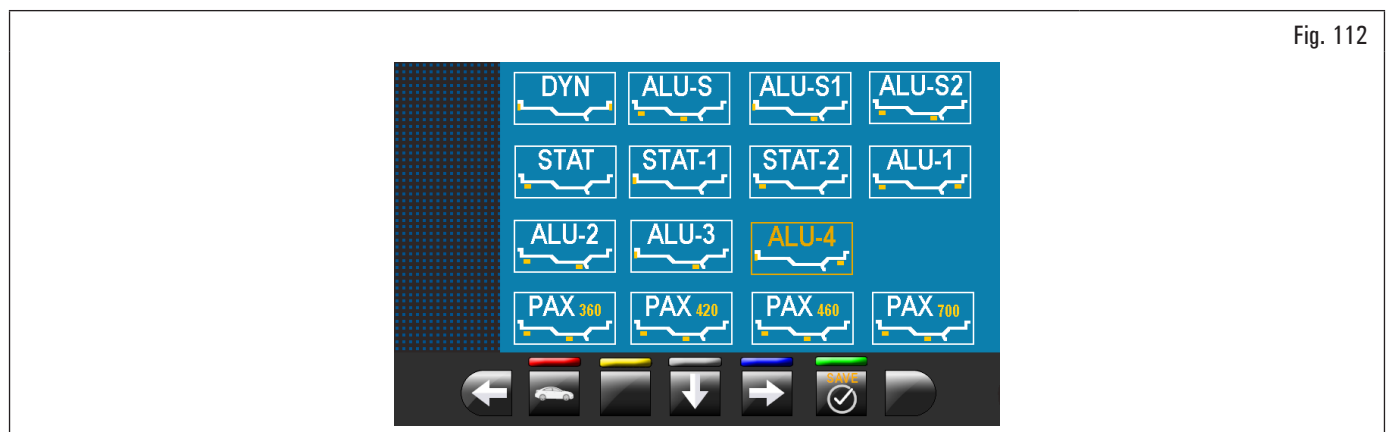 Fig. 112
DYN ALU-S ALU-S1 ALU-S2
STAT STAT-1 STAT-2 ALU-1
ALU-2 ALU-3 ALU-4
PAX 360 PAX 420 PAX 460 PAX 700
SAVE